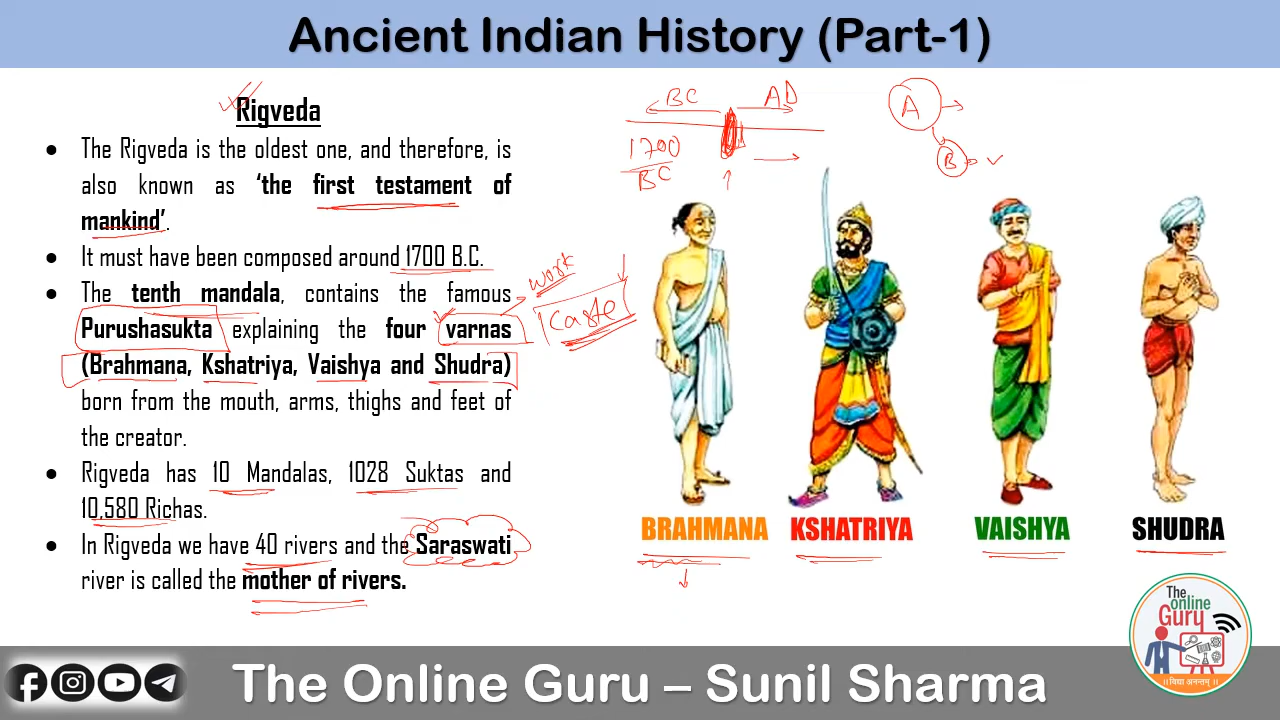 Ancient Indian History (Part-1)
Rigveda
• The Rigveda is the oldest one, and therefore, is
also known as ‘the first testament of
mankind’.
• It must have been composed around 1700 B.C.
• The tenth mandala, contains the famous
Purushasukta explaining the four varnas
(Brahmana, Kshatriya, Vaishya and Shudra)
born from the mouth, arms, thighs and feet of
the creator.
• Rigveda has 10 Mandalas, 1028 Suktas and
10,580 Richas.
• In Rigveda we have 40 rivers and the Saraswati
river is called the mother of rivers.
work
Caste
BC AD
1700
BC
A
B
BRAHMANA KSHATRIYA VAISHYA SHUDRA
The
online
Guru
।। विद्या अनन्तम् ।।
The Online Guru – Sunil Sharma